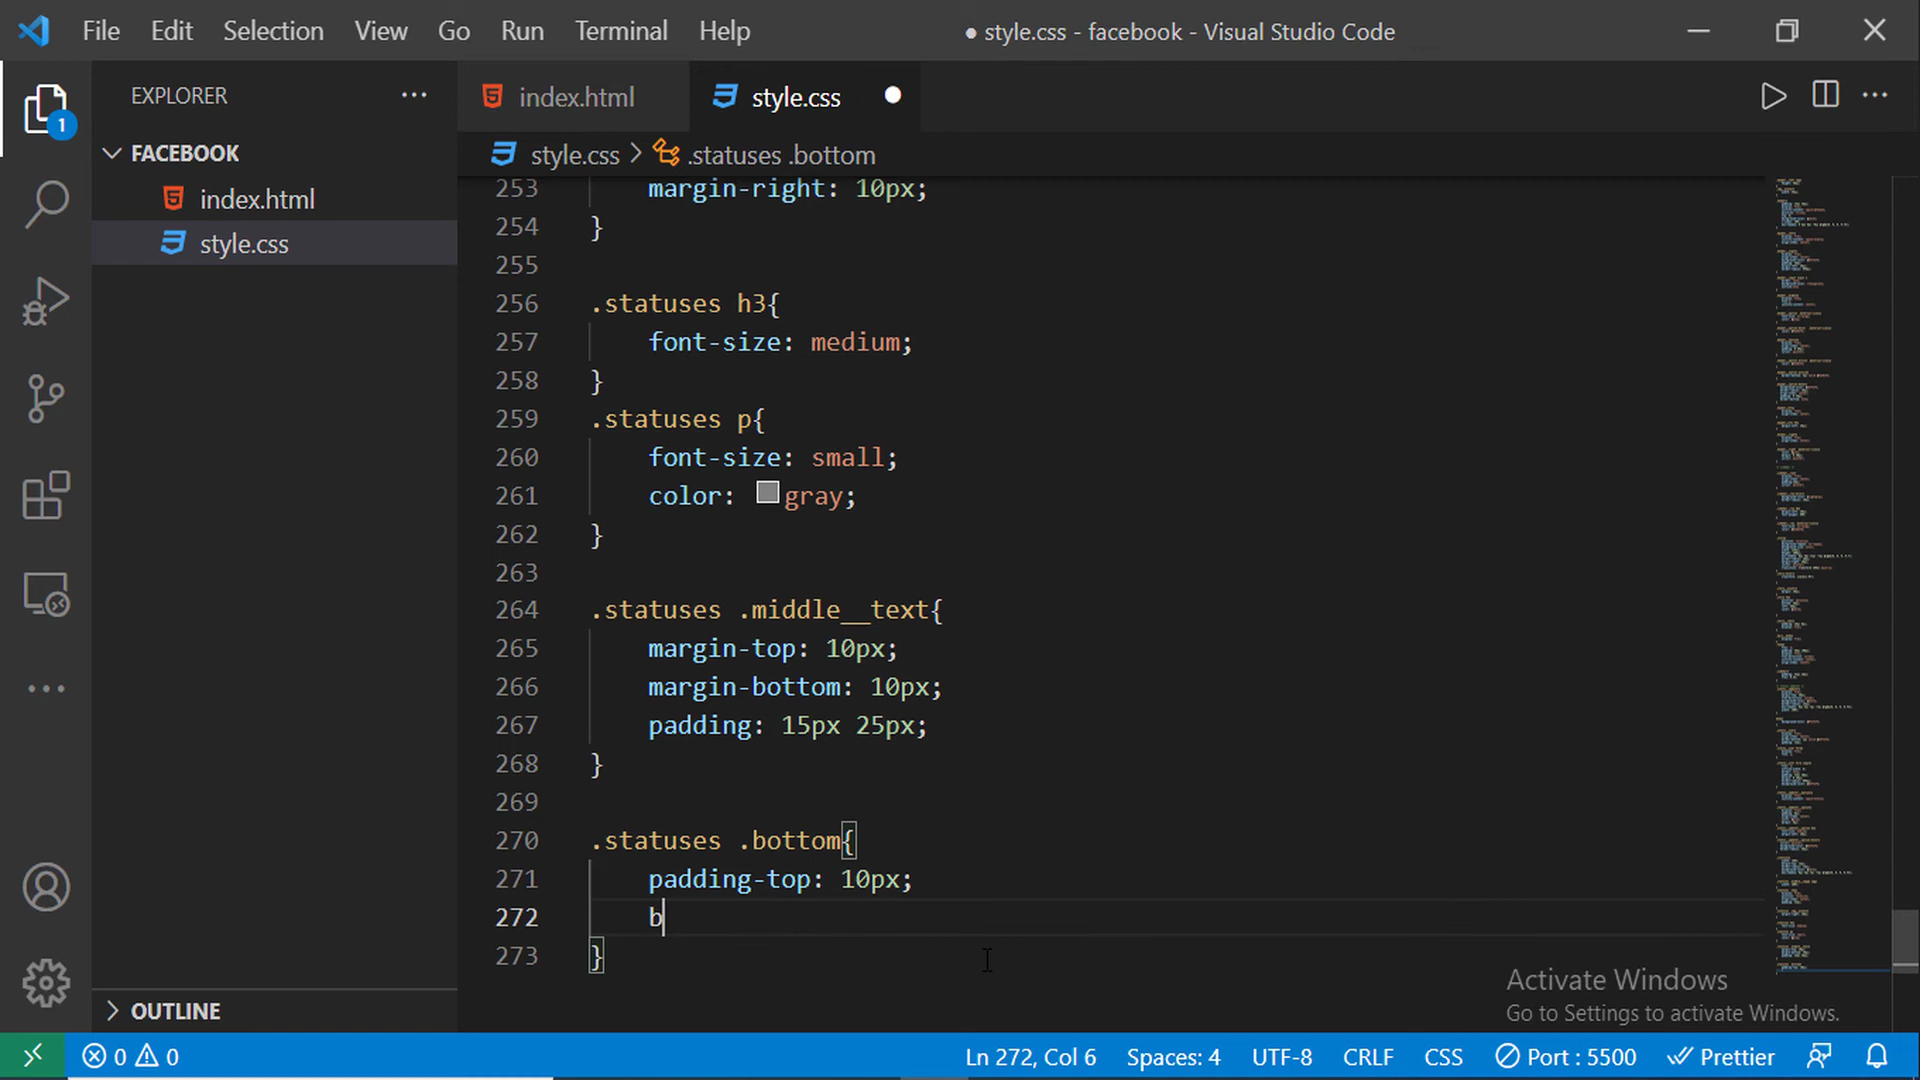 File Edit Selection View Go Run Terminal Help
● style.css - facebook - Visual Studio Code
EXPLORER ···
index.html
style.css
1
FACEBOOK
index.html
style.css
style.css > .statuses .bottom
253 margin-right: 10px;
254 }
255
256 .statuses h3{
257 font-size: medium;
258 }
259 .statuses p{
260 font-size: small;
261 color: gray;
262 }
263
264 .statuses .middle__text{
265 margin-top: 10px;
266 margin-bottom: 10px;
267 padding: 15px 25px;
268 }
269
270 .statuses .bottom{
271 padding-top: 10px;
272 b
273 }
Activate Windows
Go to Settings to activate Windows.
OUTLINE
0 0 Ln 272, Col 6 Spaces: 4 UTF-8 CRLF CSS Port : 5500 Prettier